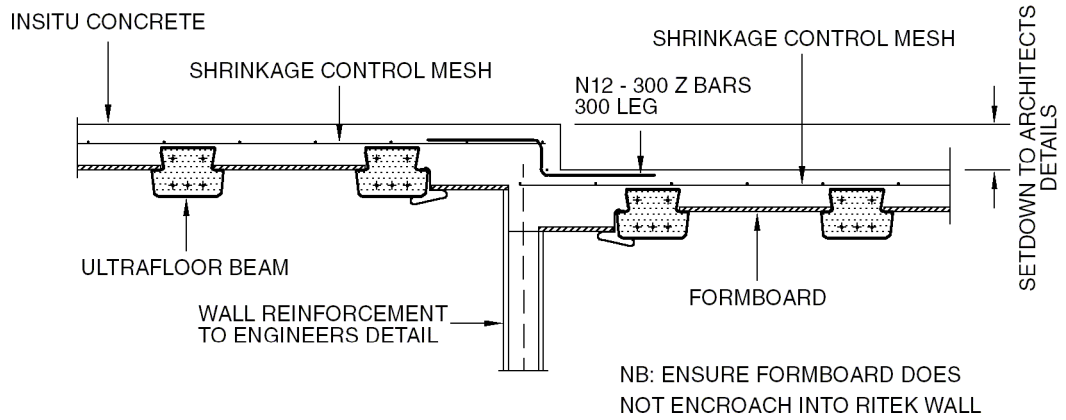 INSITU CONCRETE
SHRINKAGE CONTROL MESH
N12 - 300 Z BARS
300 LEG
SHRINKAGE CONTROL MESH
SETDOWN TO ARCHITECTS
DETAILS
ULTRAFLOOR BEAM
WALL REINFORCEMENT
TO ENGINEERS DETAIL
FORMBOARD
NB: ENSURE FORMBOARD DOES
NOT ENCROACH INTO RITEK WALL